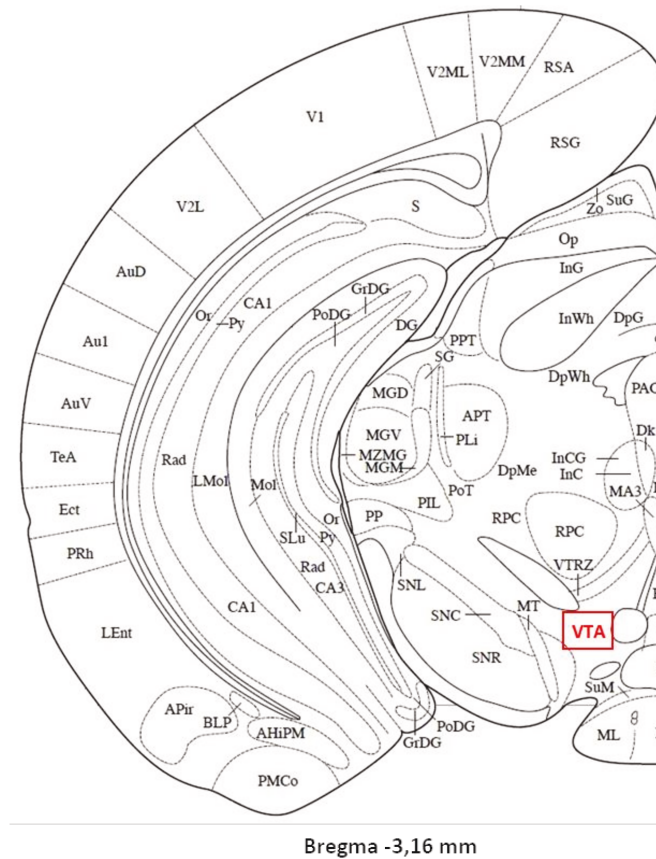 V2ML
V2MM
RSA
V1
RSG
V2L
S
Zo
SuG
Op
AuD
InG
GrDG
CA1
Or
Py
PoDG
DG
InWh
DpG
Au1
PPT
SG
DpWh
PAG
MGD
AuV
APT
MGV
PLi
Dk
TeA
MZMG
Rad
MGM
LMol
Mol
DpMe
InCG
InC
PoT
MA3
Ect
PIL
Or
PP
RPC
RPC
Py
SLu
PRh
Rad
VTRZ
CA3
SNL
CA1
SNC
MT
LEnt
VTA
SNR
SuM
APir
BLP
AHiPM
PoDG
GrDG
ML
PMCo
Bregma -3,16 mm